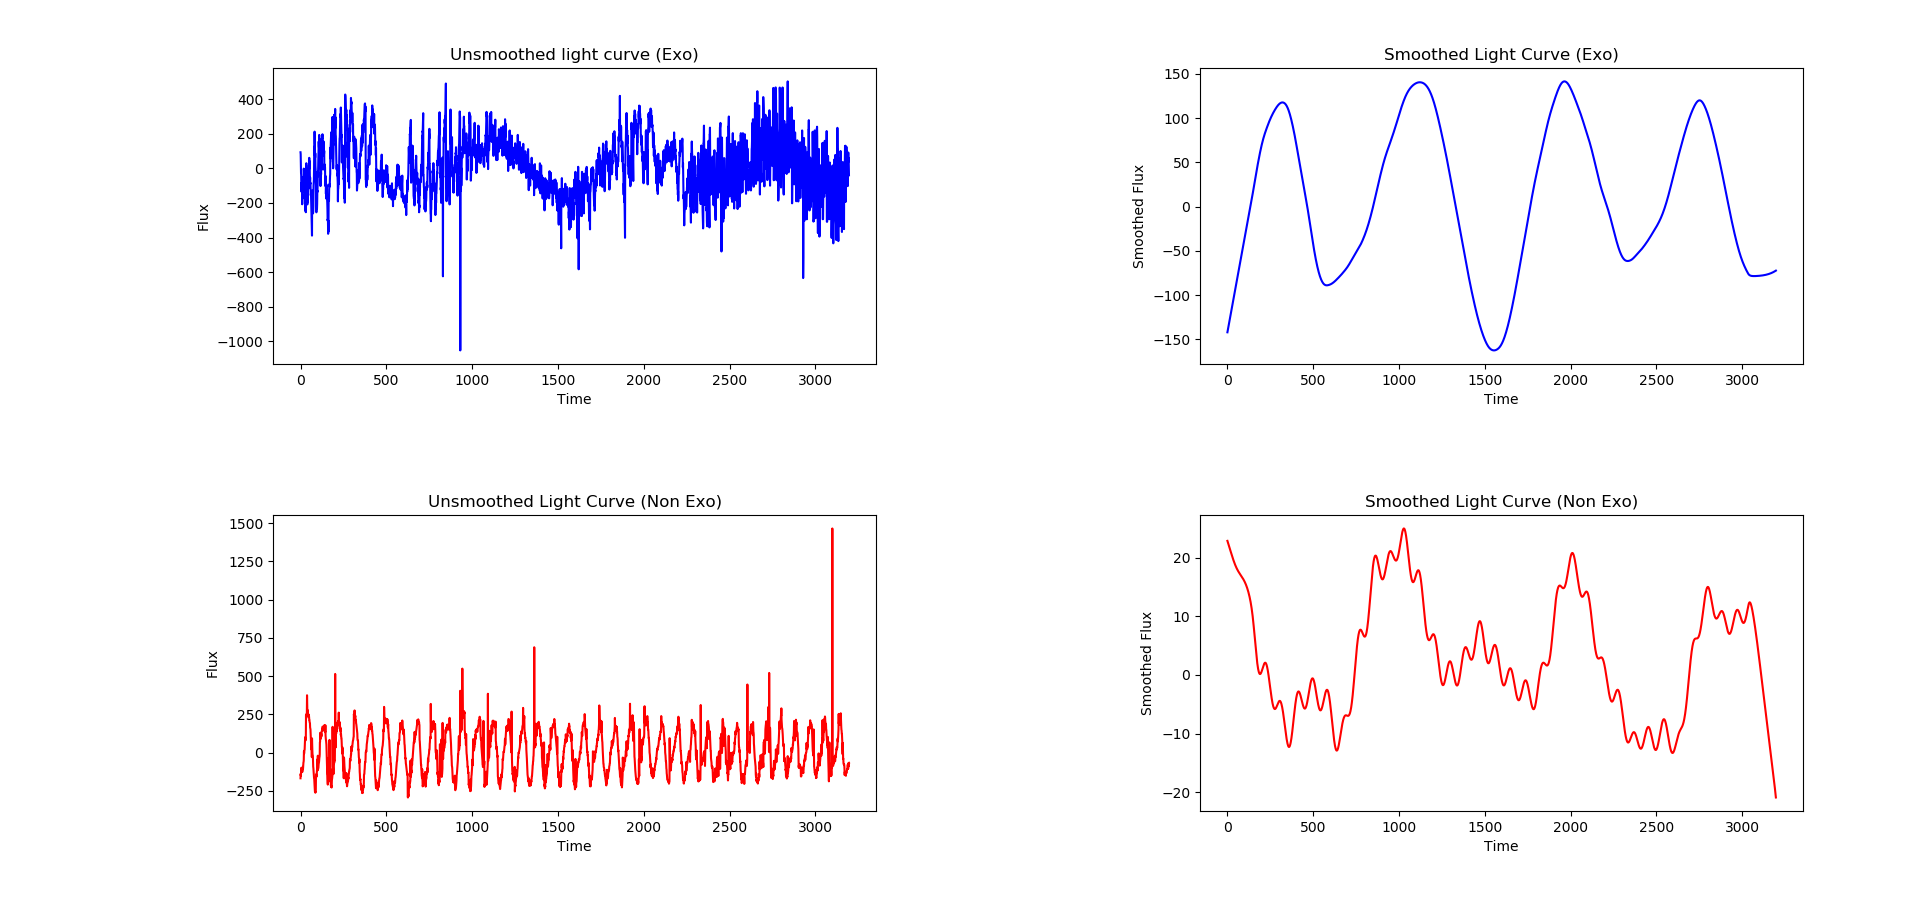 Unsmoothed light curve (Exo)
400
200
0
−200
−400
−600
−800
−1000
Flux
0 500 1000 1500 2000 2500 3000
Time
Smoothed Light Curve (Exo)
150
100
50
0
−50
−100
−150
Smoothed Flux
0 500 1000 1500 2000 2500 3000
Time
Unsmoothed Light Curve (Non Exo)
1500
1250
1000
750
500
250
0
−250
Flux
0 500 1000 1500 2000 2500 3000
Time
Smoothed Light Curve (Non Exo)
20
10
0
−10
−20
Smoothed Flux
0 500 1000 1500 2000 2500 3000
Time